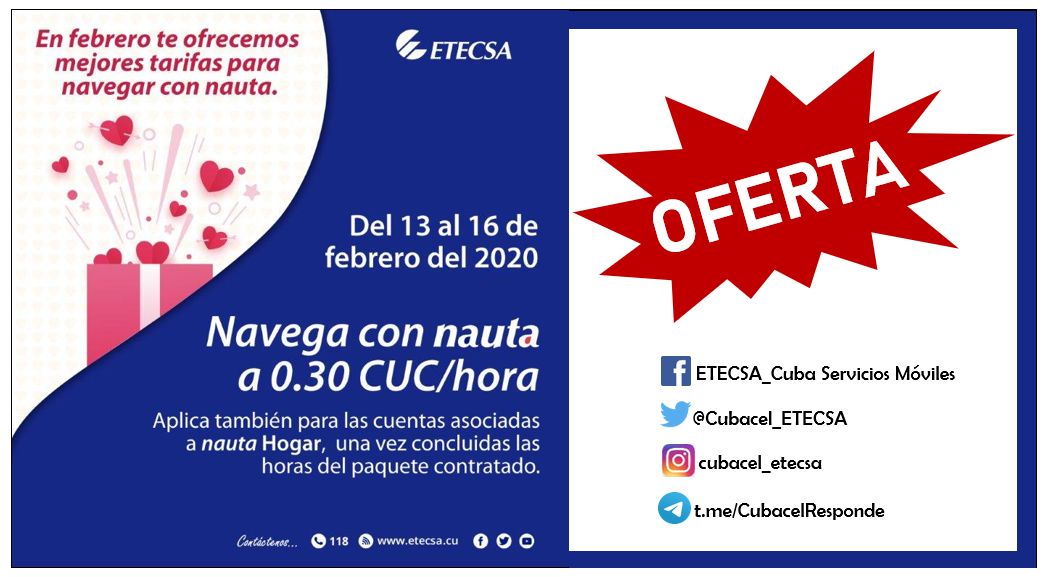 En febrero te ofrecemos
mejores tarifas para
navegar con nauta.
ETECSA
Del 13 al 16 de
febrero del 2020
Navega con nauta
a 0.30 CUC/hora
Aplica también para las cuentas asociadas
a nauta Hogar, una vez concluidas las
horas del paquete contratado.
Contáctenos... 118 www.etecsa.cu
OFERTA
ETECSA_Cuba Servicios Móviles
@Cubacel_ETECSA
cubacel_etecsa
t.me/CubacelResponde